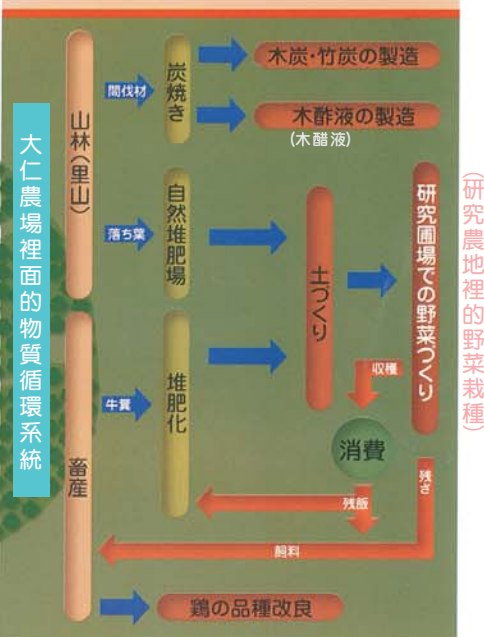 大仁農場裡面的物質循環系統
山林(里山)
間伐材
炭焼き
木炭・竹炭の製造
木酢液の製造
(木醋液)
落ち葉
自然堆肥場
土づくり
研究圃場での野菜づくり
(研究農地裡的野菜栽種)
畜産
牛糞
堆肥化
収穫
消費
残飯
残さ
飼料
鶏の品種改良